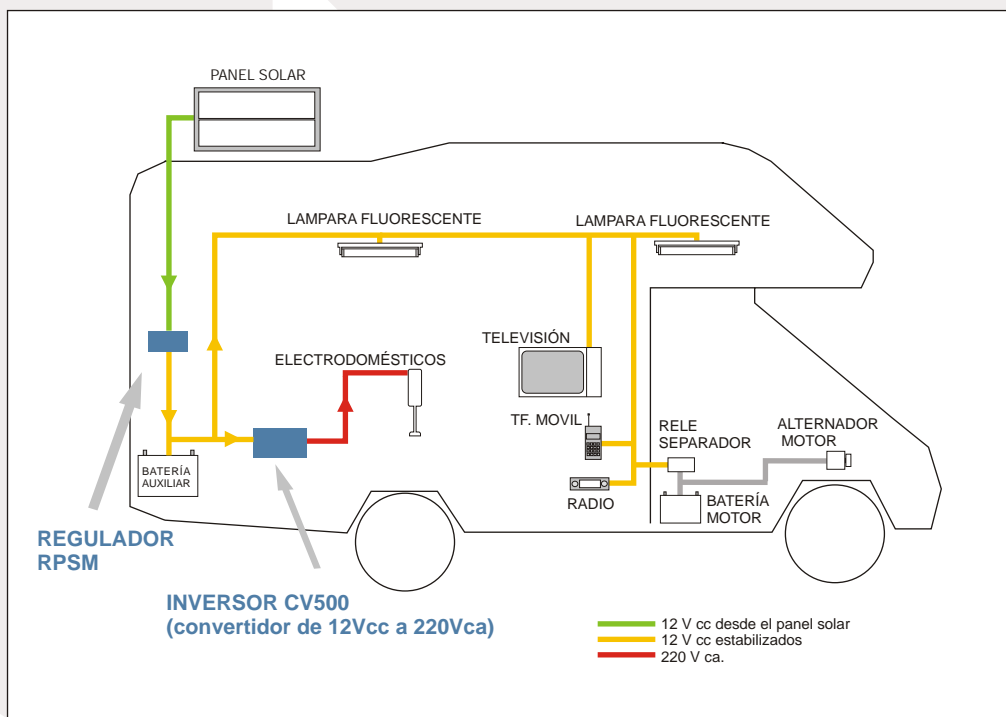 PANEL SOLAR
LAMPARA FLUORESCENTE
LAMPARA FLUORESCENTE
TELEVISIÓN
ELECTRODOMÉSTICOS
TF. MOVIL
RELE
SEPARADOR
ALTERNADOR
MOTOR
BATERÍA
AUXILIAR
RADIO
BATERÍA
MOTOR
REGULADOR
RPSM
INVERSOR CV500
(convertidor de 12Vcc a 220Vca)
12 V cc desde el panel solar
12 V cc estabilizados
220 V ca.